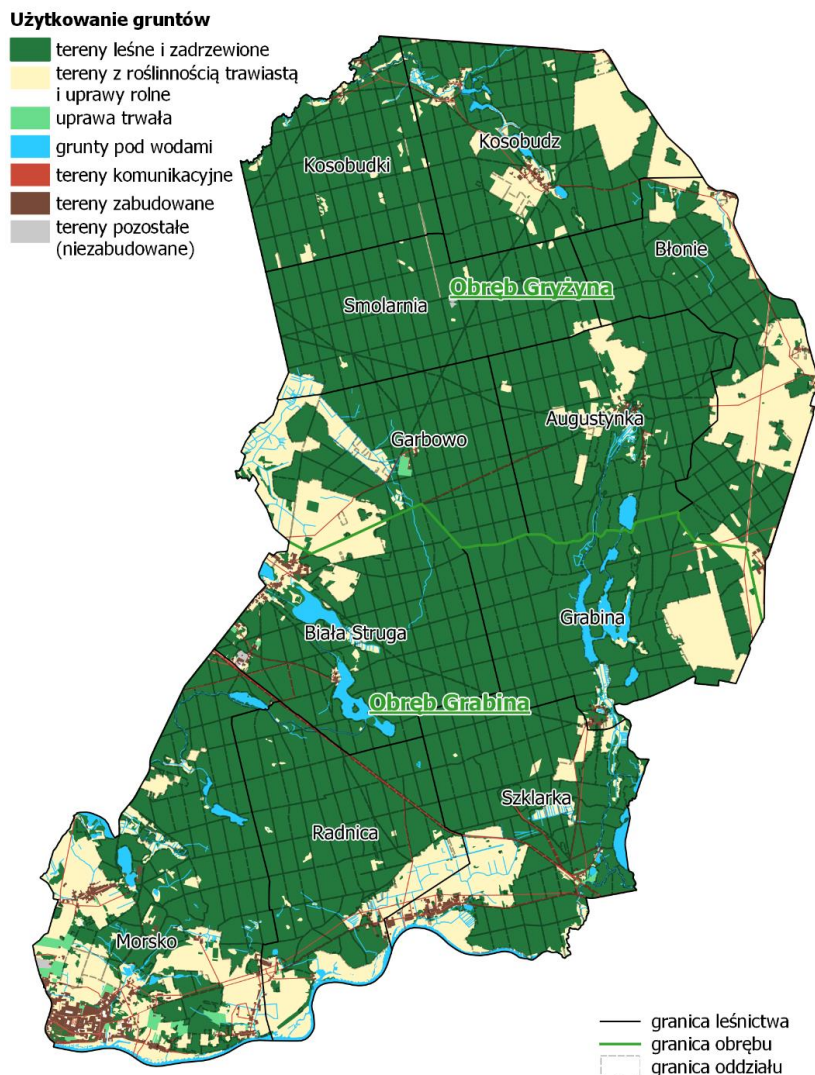 Użytkowanie gruntów
tereny leśne i zadrzewione
tereny z roślinnością trawiastą
i uprawy rolne
uprawa trwała
grunty pod wodami
tereny komunikacyjne
tereny zabudowane
tereny pozostałe
(niezabudowane)
Kosobudz
Kosobudki
Błonie
Obręb Gryżyna
Smolarnia
Augustynka
Garbowo
Grabina
Biała Struga
Obręb Grabina
Szklarka
Radnica
Morsko
granica leśnictwa
granica obrębu
granica oddziału